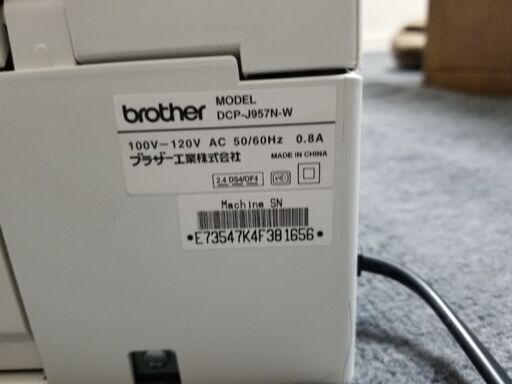 brother MODEL DCP-J957N-W
100V-120V AC 50/60Hz 0.8A
ブラザー工業株式会社 MADE IN CHINA
2.4 DS4/OF4
Machine SN
*E73547K4F381656*